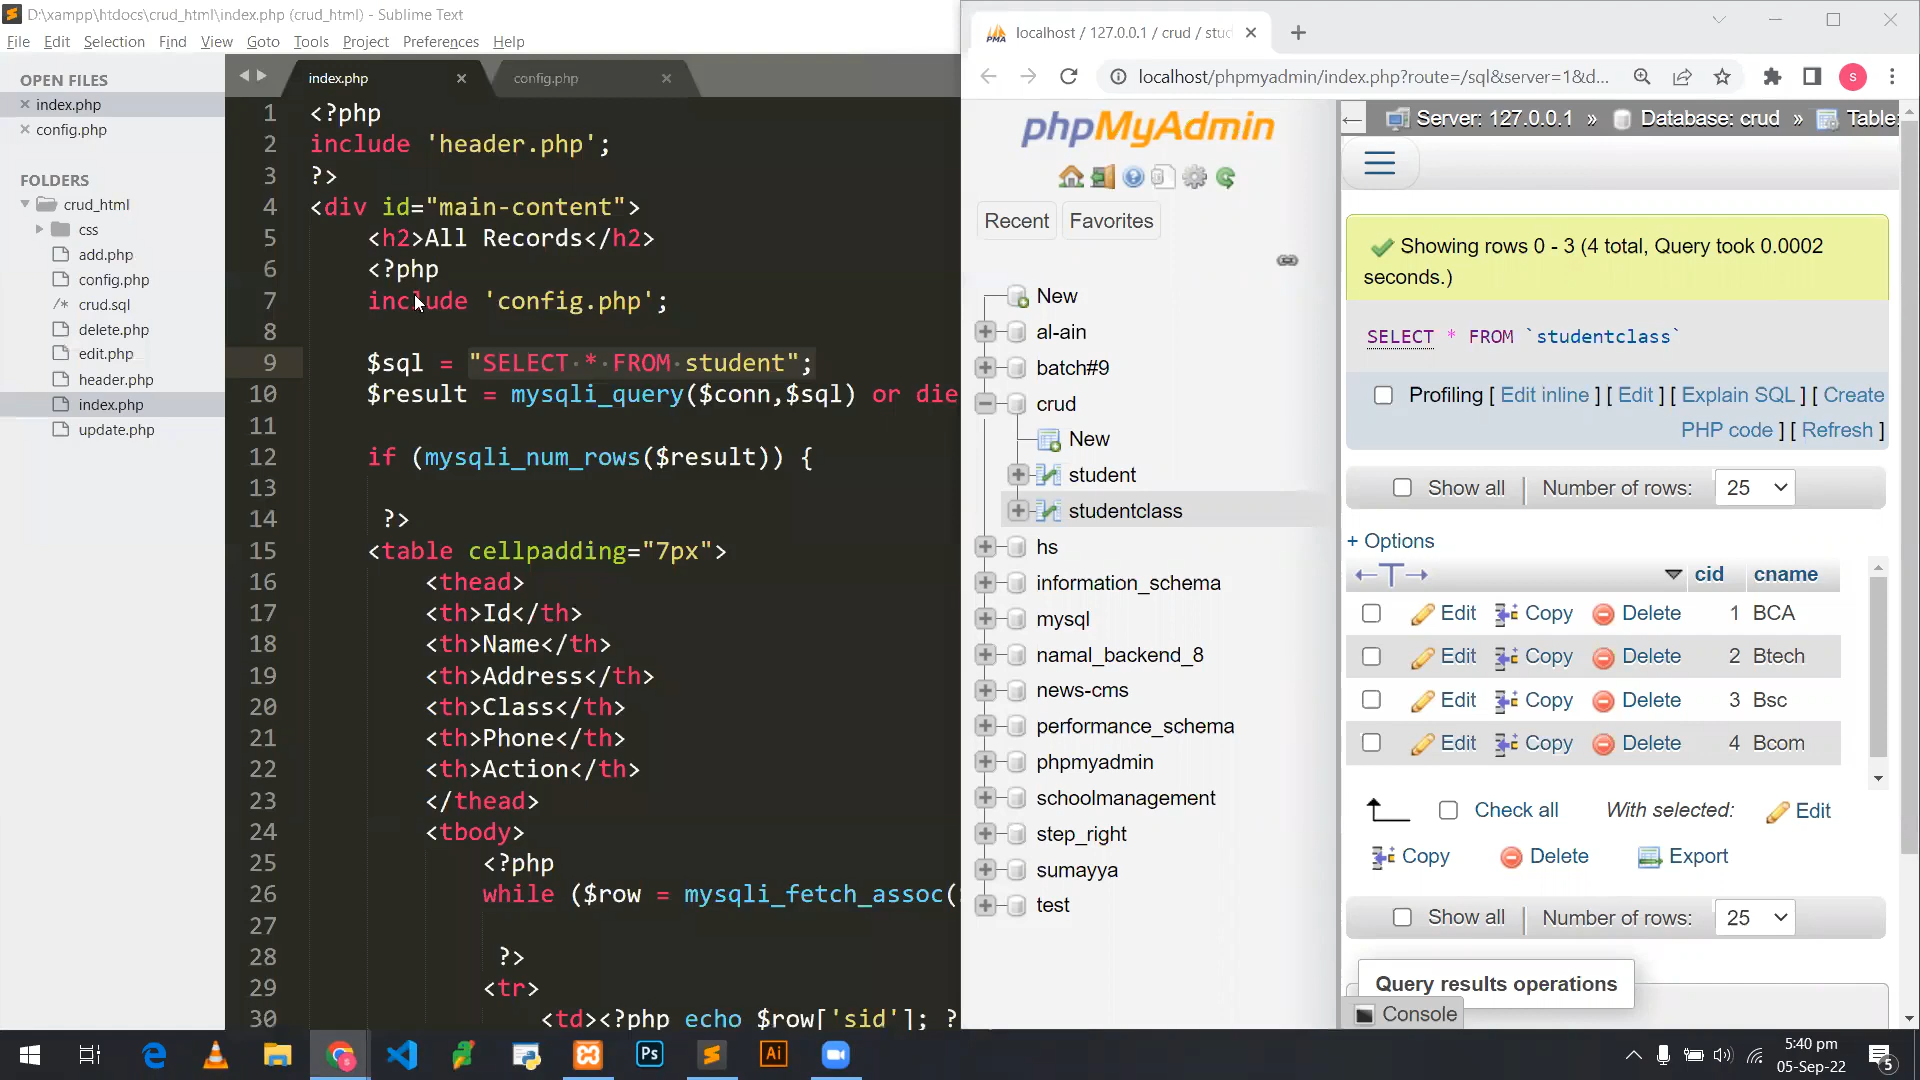 D:\xampp\htdocs\crud_html\index.php (crud_html) - Sublime Text
File Edit Selection Find View Goto Tools Project Preferences Help
OPEN FILES
index.php
config.php
FOLDERS
crud_html
css
add.php
config.php
/* crud.sql
delete.php
edit.php
header.php
index.php
update.php
index.php
config.php
1 <?php
2 include 'header.php';
3 ?>
4 <div id="main-content">
5 <h2>All Records</h2>
6 <?php
7 include 'config.php';
8
9 $sql = "SELECT * FROM student";
10 $result = mysqli_query($conn,$sql) or die
11
12 if (mysqli_num_rows($result)) {
13
14 ?>
15 <table cellpadding="7px">
16 <thead>
17 <th>Id</th>
18 <th>Name</th>
19 <th>Address</th>
20 <th>Class</th>
21 <th>Phone</th>
22 <th>Action</th>
23 </thead>
24 <tbody>
25 <?php
26 while ($row = mysqli_fetch_assoc(
27
28 ?>
29 <tr>
30 <td><?php echo $row['sid']; ?
localhost / 127.0.0.1 / crud / stud
localhost/phpmyadmin/index.php?route=/sql&server=1&d...
s
phpMyAdmin
Recent
Favorites
New
al-ain
batch#9
crud
New
student
studentclass
hs
information_schema
mysql
namal_backend_8
news-cms
performance_schema
phpmyadmin
schoolmanagement
step_right
sumayya
test
Server: 127.0.0.1 » Database: crud » Table:
Showing rows 0 - 3 (4 total, Query took 0.0002
seconds.)
SELECT * FROM `studentclass`
Profiling [ Edit inline ] [ Edit ] [ Explain SQL ] [ Create
PHP code ] [ Refresh ]
Show all | Number of rows: 25
+ Options
cid cname
Edit Copy Delete 1 BCA
Edit Copy Delete 2 Btech
Edit Copy Delete 3 Bsc
Edit Copy Delete 4 Bcom
Check all With selected: Edit
Copy Delete Export
Show all | Number of rows: 25
Query results operations
Console
Ps
Ai
5:40 pm
05-Sep-22
5